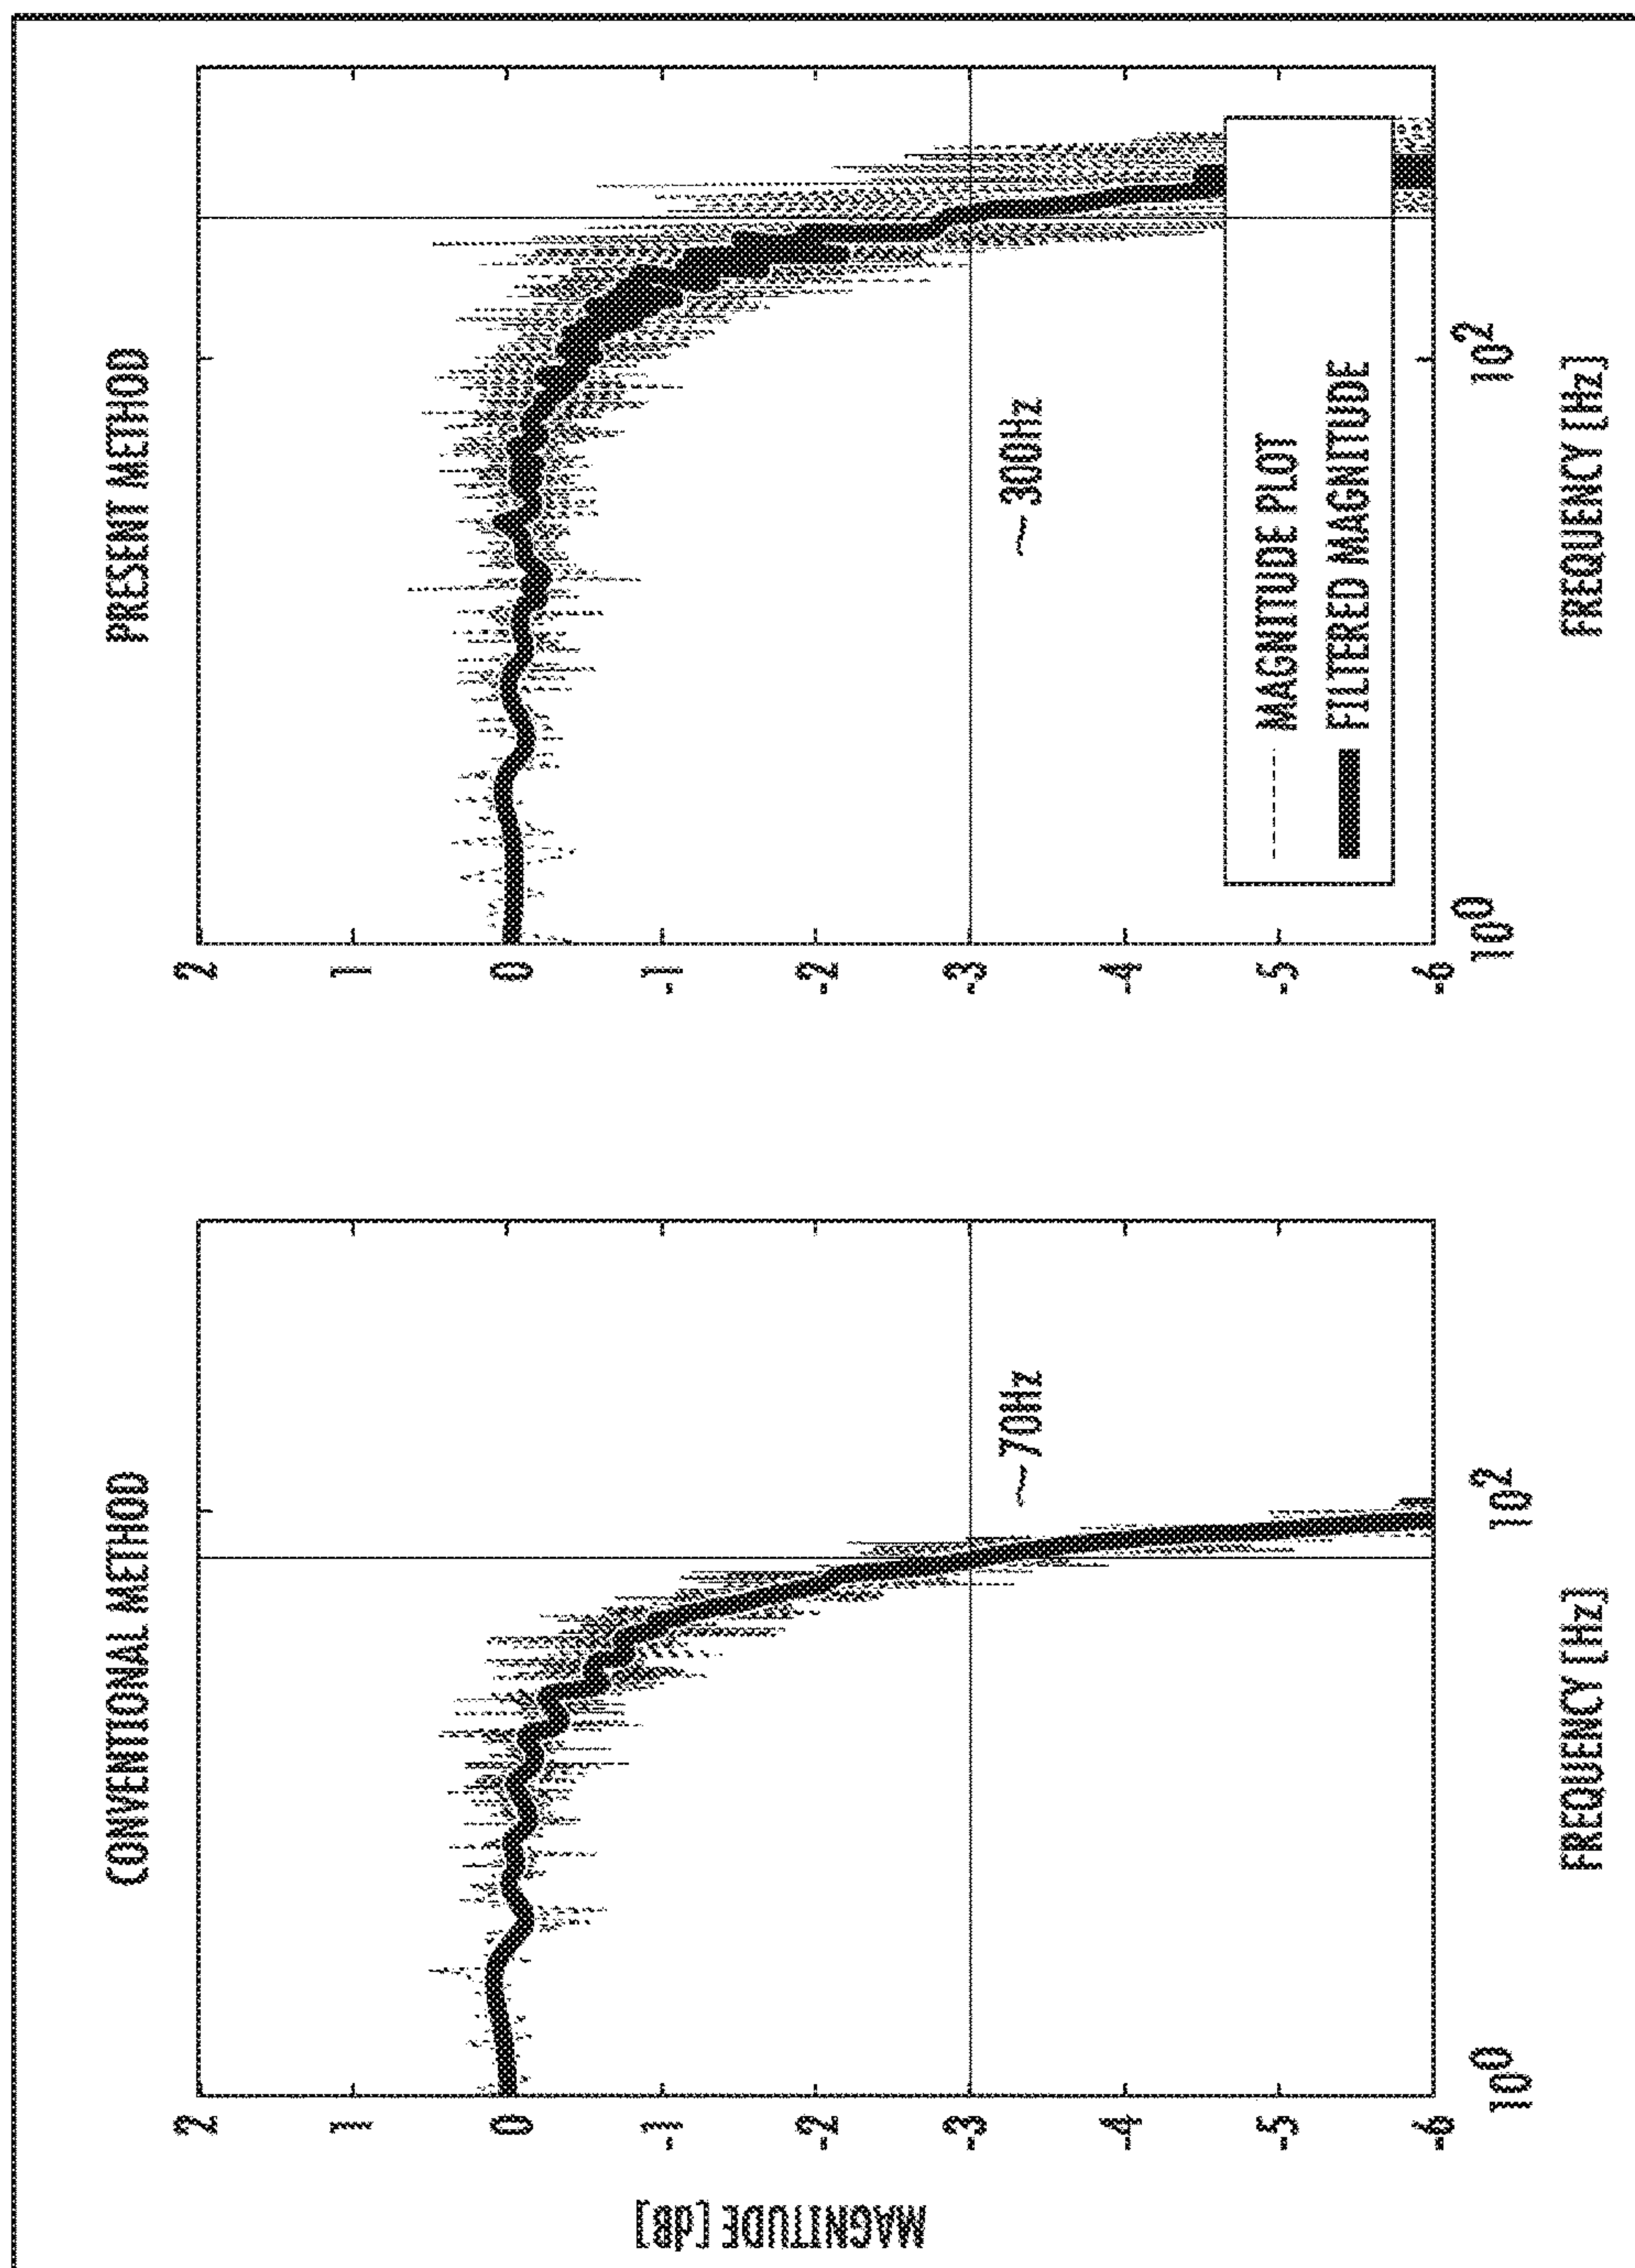 CONVENTIONAL METHOD
MAGNITUDE [dB]
2
1
0
-1
-2
-3
-4
-5
-6
~ 70Hz
10^0
10^2
FREQUENCY [Hz]
PRESENT METHOD
2
1
0
-1
-2
-3
-4
-5
-6
~ 300Hz
MAGNITUDE PLOT
FILTERED MAGNITUDE
10^0
10^2
FREQUENCY [Hz]